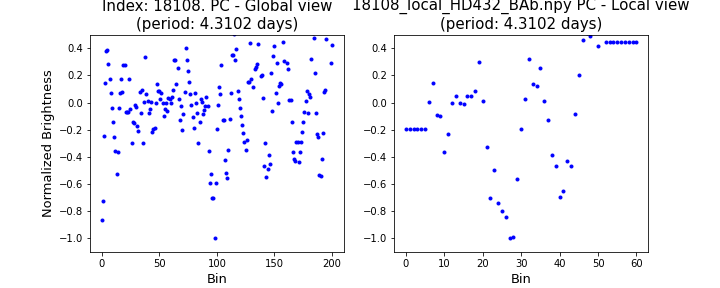 Index: 18108. PC - Global view
(period: 4.3102 days)
18108_local_HD432_BAb.npy PC - Local view
(period: 4.3102 days)
Normalized Brightness
0.4
0.2
0.0
−0.2
−0.4
−0.6
−0.8
−1.0
0 50 100 150 200
Bin
0.4
0.2
0.0
−0.2
−0.4
−0.6
−0.8
−1.0
0 10 20 30 40 50 60
Bin